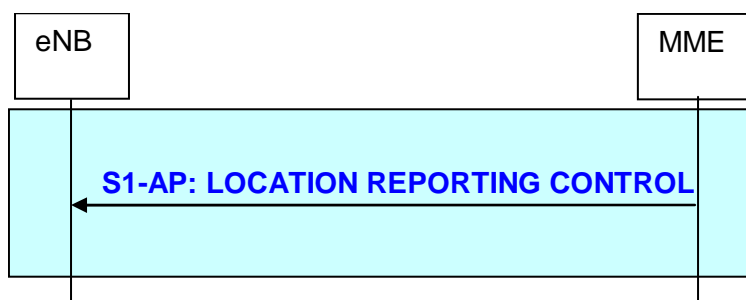 eNB
MME
S1-AP: LOCATION REPORTING CONTROL